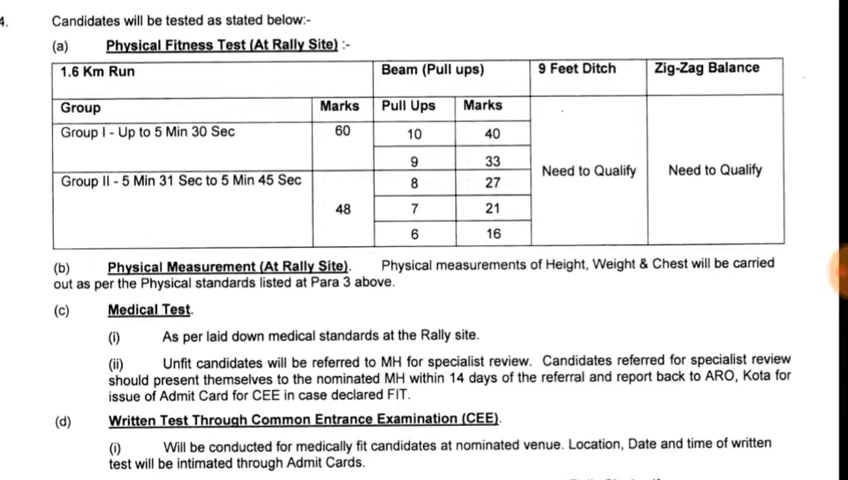 4. Candidates will be tested as stated below:-
(a) Physical Fitness Test (At Rally Site) :-
1.6 Km Run Beam (Pull ups) 9 Feet Ditch Zig-Zag Balance
Group Marks Pull Ups Marks
Group I - Up to 5 Min 30 Sec 60 10 40
9 33
Need to Qualify Need to Qualify
Group II - 5 Min 31 Sec to 5 Min 45 Sec 8 27
48 7 21
6 16
(b) Physical Measurement (At Rally Site). Physical measurements of Height, Weight & Chest will be carried
out as per the Physical standards listed at Para 3 above.
(c) Medical Test.
(i) As per laid down medical standards at the Rally site.
(ii) Unfit candidates will be referred to MH for specialist review. Candidates referred for specialist review
should present themselves to the nominated MH within 14 days of the referral and report back to ARO, Kota for
issue of Admit Card for CEE in case declared FIT.
(d) Written Test Through Common Entrance Examination (CEE).
(i) Will be conducted for medically fit candidates at nominated venue. Location, Date and time of written
test will be intimated through Admit Cards.